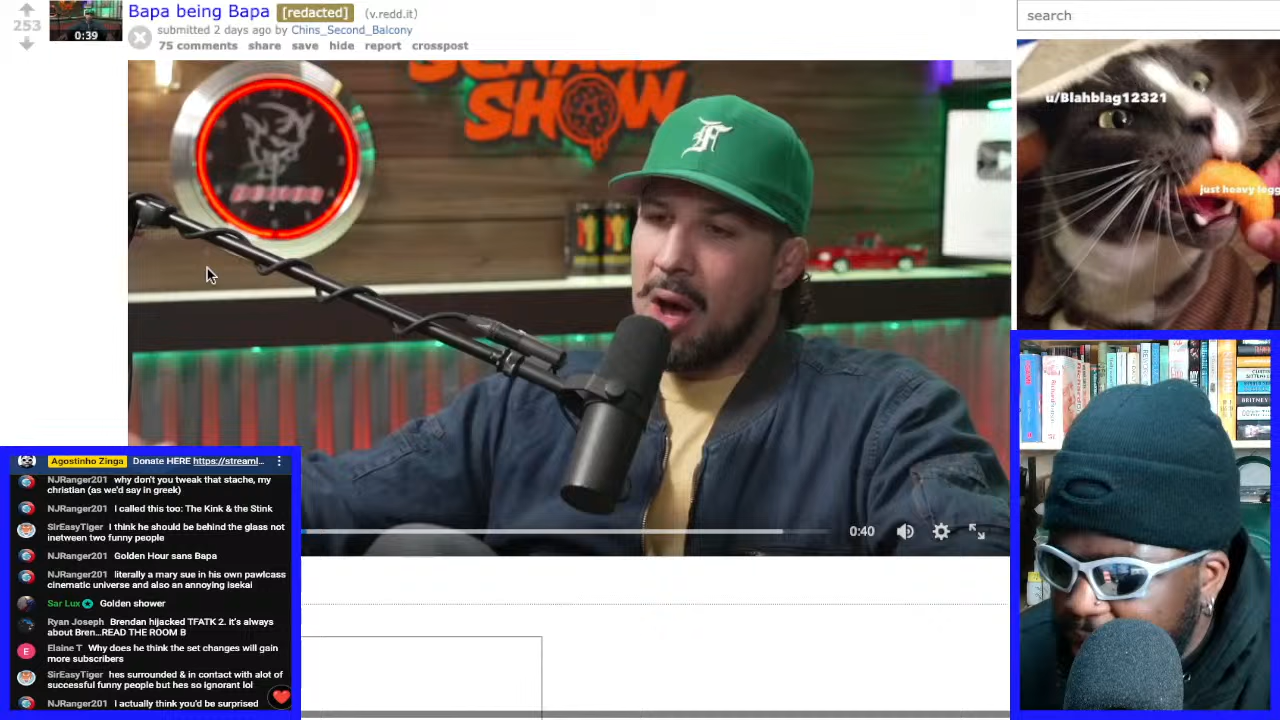 253
0:39
Bapa being Bapa [redacted] (v.redd.it)
submitted 2 days ago by Chins_Second_Balcony
75 comments share save hide report crosspost
search
SHOW
F
u/Blahblag12321
0:40
Agostinho Zinga Donate HERE https://streaml...
NJRanger201 why don't you tweak that stache, my
christian (as we'd say in greek)
NJRanger201 I called this too: The Kink & the Stink
SirEasyTiger I think he should be behind the glass not
inetween two funny people
NJRanger201 Golden Hour sans Bapa
NJRanger201 literally a mary sue in his own pawlcass
cinematic universe and also an annoying isekai
Sar Lux Golden shower
Ryan Joseph Brendan hijacked TFATK 2. it's always
about Bren...READ THE ROOM B
Elaine T Why does he think the set changes will gain
more subscribers
SirEasyTiger hes surrounded & in contact with alot of
successful funny people but hes so ignorant lol
NJRanger201 I actually think you'd be surprised
just heavy
BRITNEY